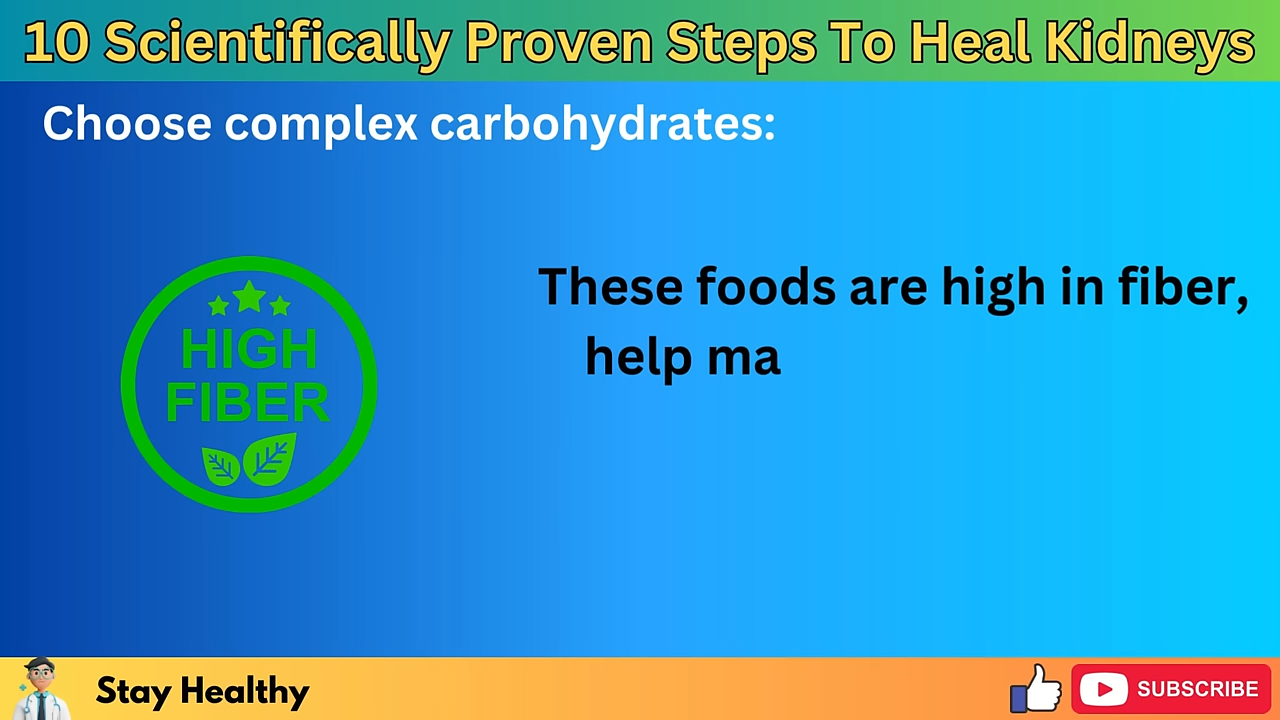 10 Scientifically Proven Steps To Heal Kidneys
Choose complex carbohydrates:
These foods are high in fiber,
help ma
HIGH
FIBER
Stay Healthy
SUBSCRIBE